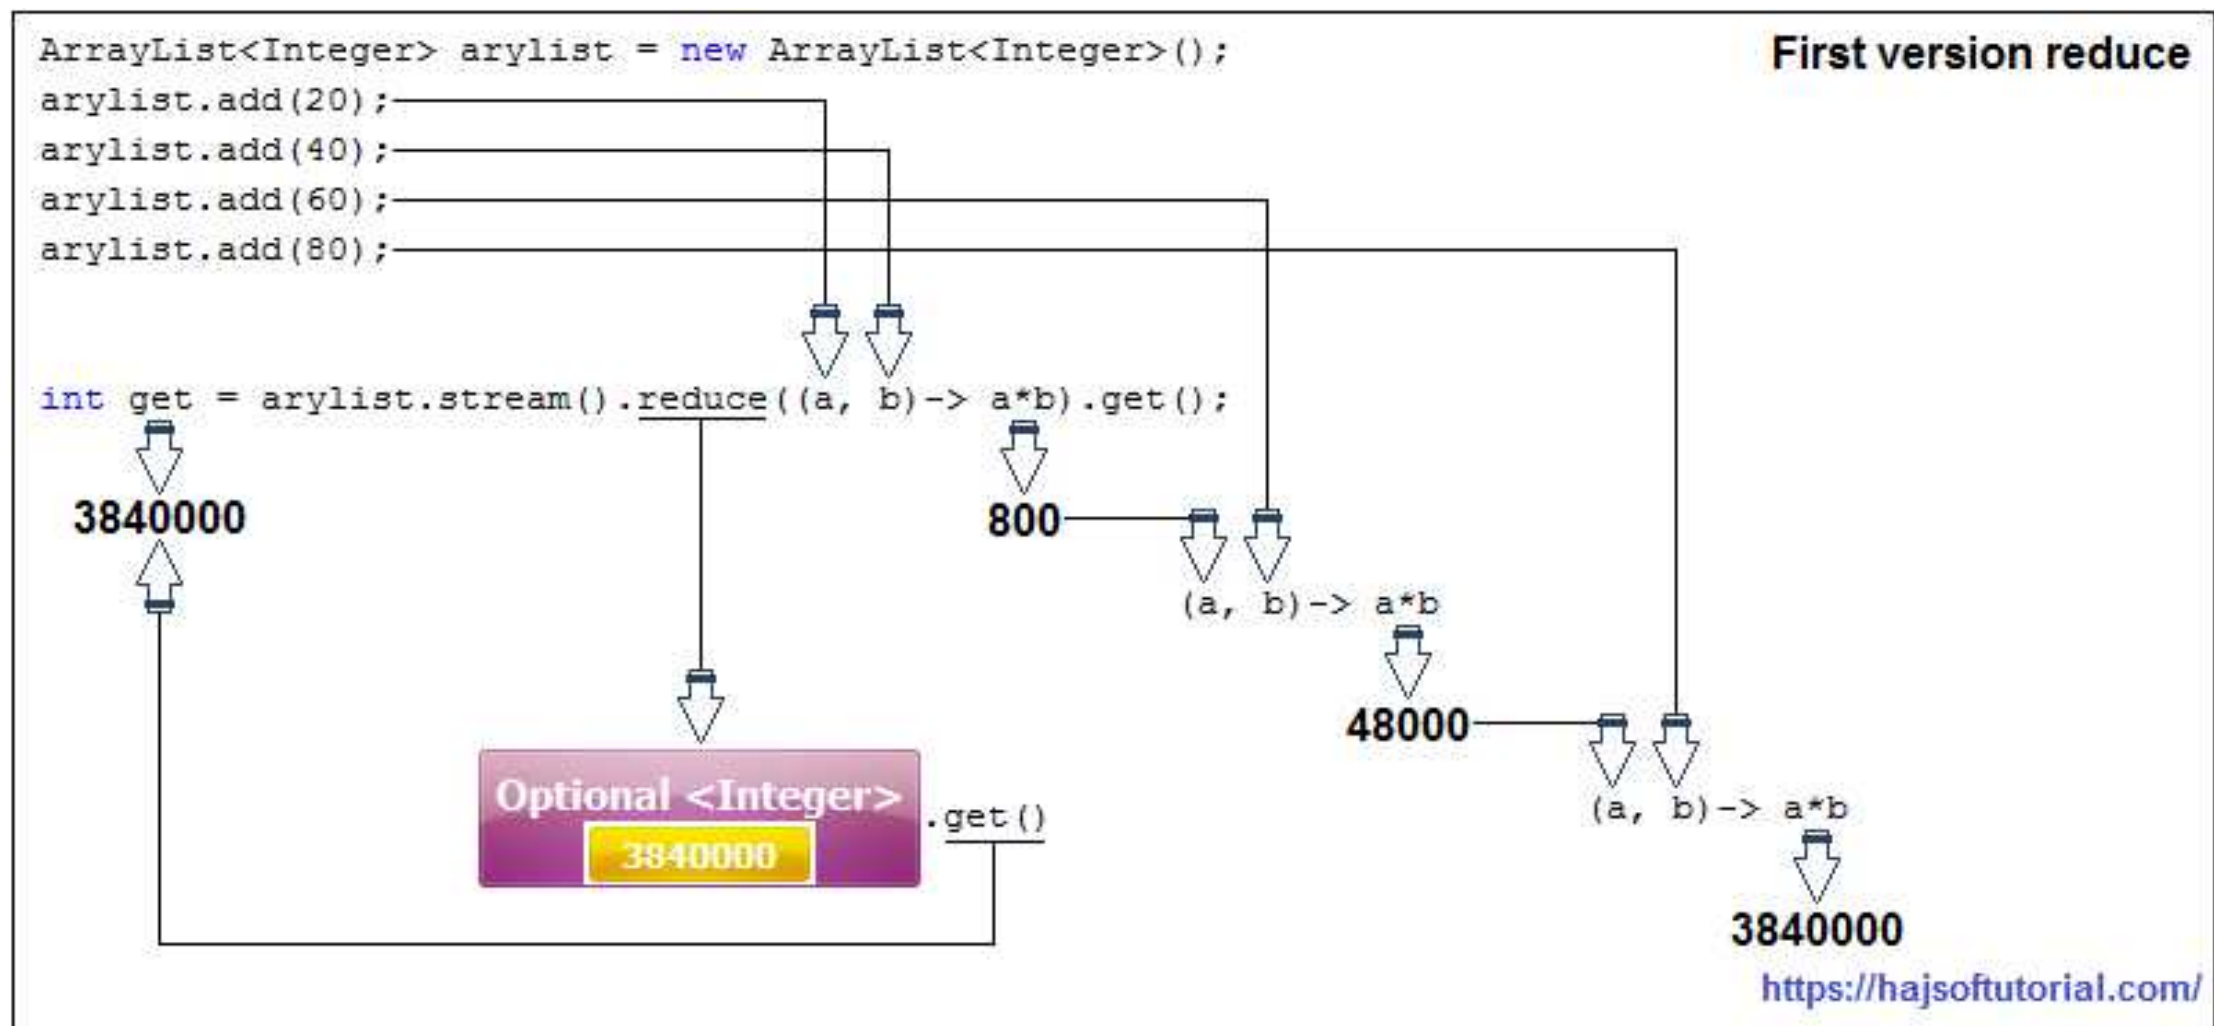 ArrayList<Integer> arylist = new ArrayList<Integer>();
First version reduce
arylist.add(20);
arylist.add(40);
arylist.add(60);
arylist.add(80);
int get = arylist.stream().reduce((a, b)-> a*b).get();
3840000
800
(a, b)-> a*b
48000
Optional <Integer>
3840000
.get()
(a, b)-> a*b
3840000
https://hajsoftutorial.com/